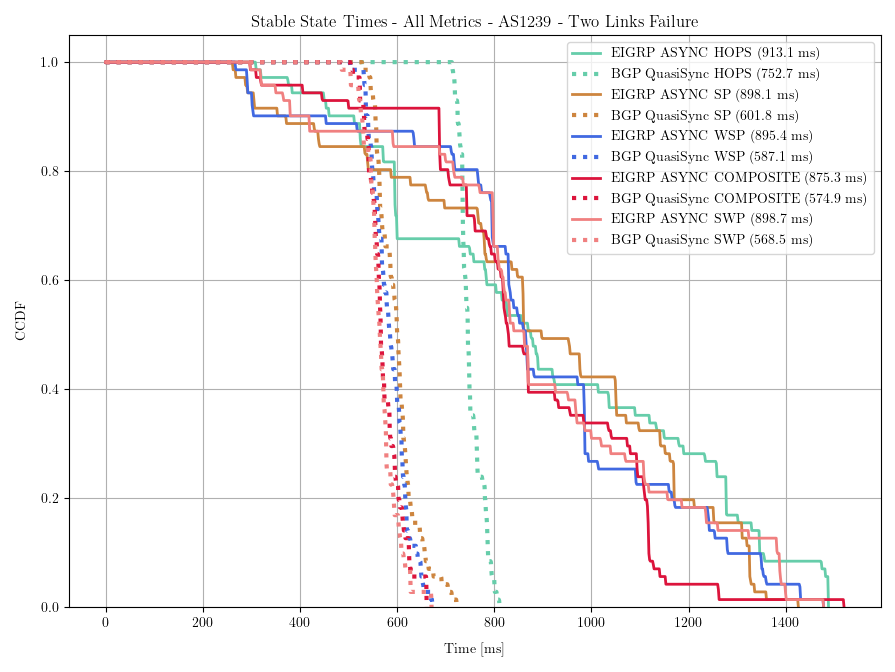 Stable State Times - All Metrics - AS1239 - Two Links Failure
EIGRP ASYNC HOPS (913.1 ms)
BGP QuasiSync HOPS (752.7 ms)
EIGRP ASYNC SP (898.1 ms)
BGP QuasiSync SP (601.8 ms)
EIGRP ASYNC WSP (895.4 ms)
BGP QuasiSync WSP (587.1 ms)
EIGRP ASYNC COMPOSITE (875.3 ms)
BGP QuasiSync COMPOSITE (574.9 ms)
EIGRP ASYNC SWP (898.7 ms)
BGP QuasiSync SWP (568.5 ms)
CCDF
1.0
0.8
0.6
0.4
0.2
0.0
0 200 400 600 800 1000 1200 1400
Time [ms]